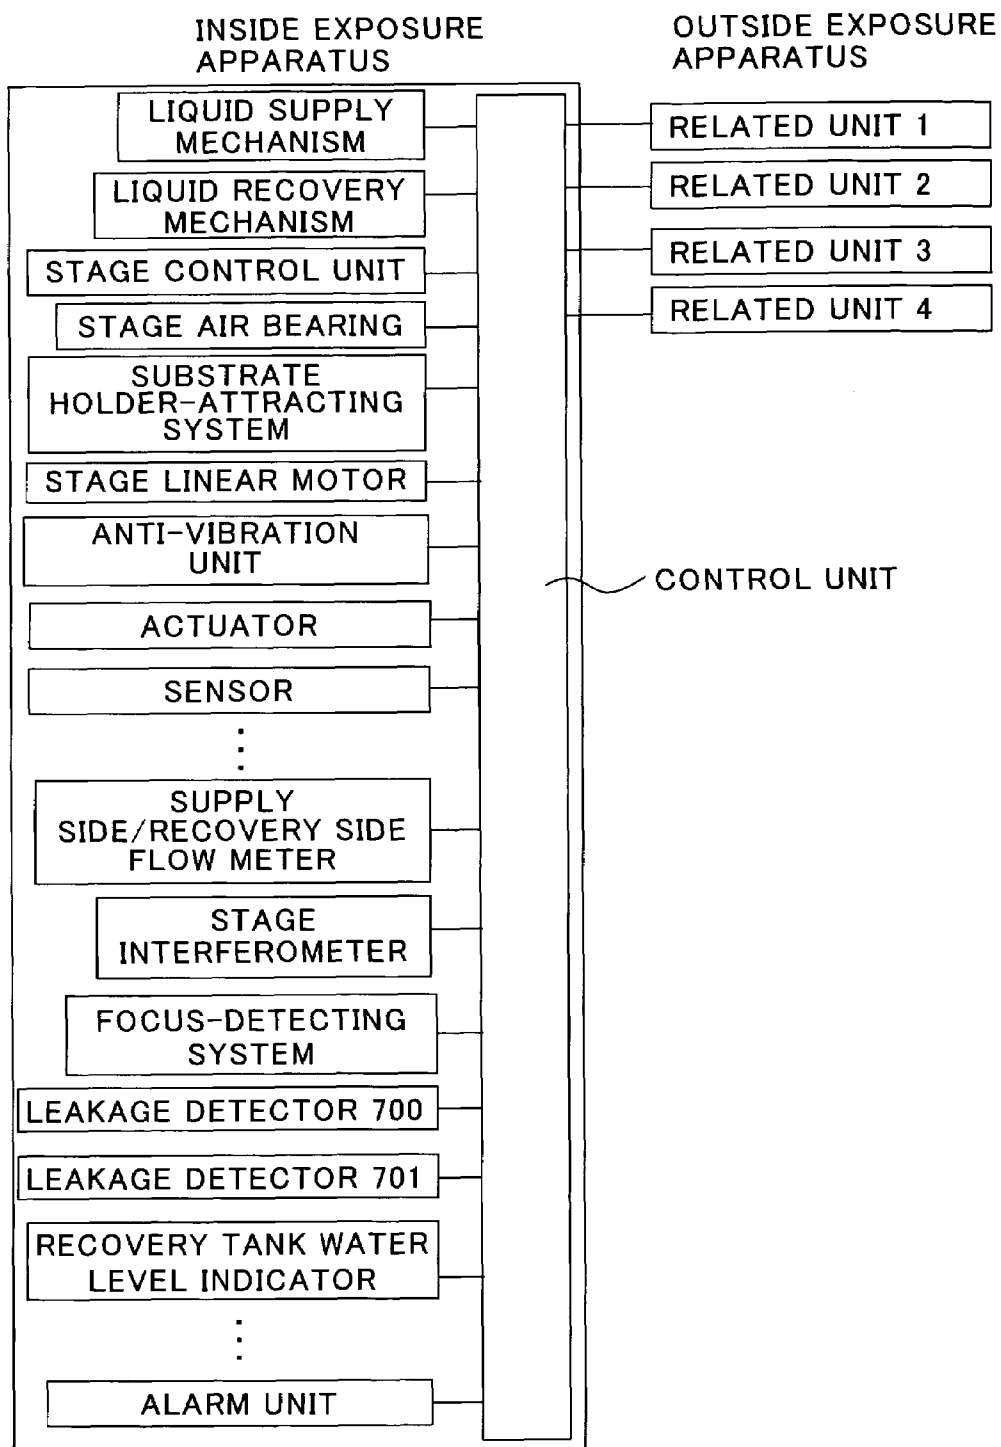 INSIDE EXPOSURE
APPARATUS
OUTSIDE EXPOSURE
APPARATUS
LIQUID SUPPLY
MECHANISM
LIQUID RECOVERY
MECHANISM
STAGE CONTROL UNIT
STAGE AIR BEARING
SUBSTRATE
HOLDER-ATTRACTING
SYSTEM
STAGE LINEAR MOTOR
ANTI-VIBRATION
UNIT
ACTUATOR
SENSOR
SUPPLY
SIDE/RECOVERY SIDE
FLOW METER
STAGE
INTERFEROMETER
FOCUS-DETECTING
SYSTEM
LEAKAGE DETECTOR 700
LEAKAGE DETECTOR 701
RECOVERY TANK WATER
LEVEL INDICATOR
ALARM UNIT
RELATED UNIT 1
RELATED UNIT 2
RELATED UNIT 3
RELATED UNIT 4
CONTROL UNIT